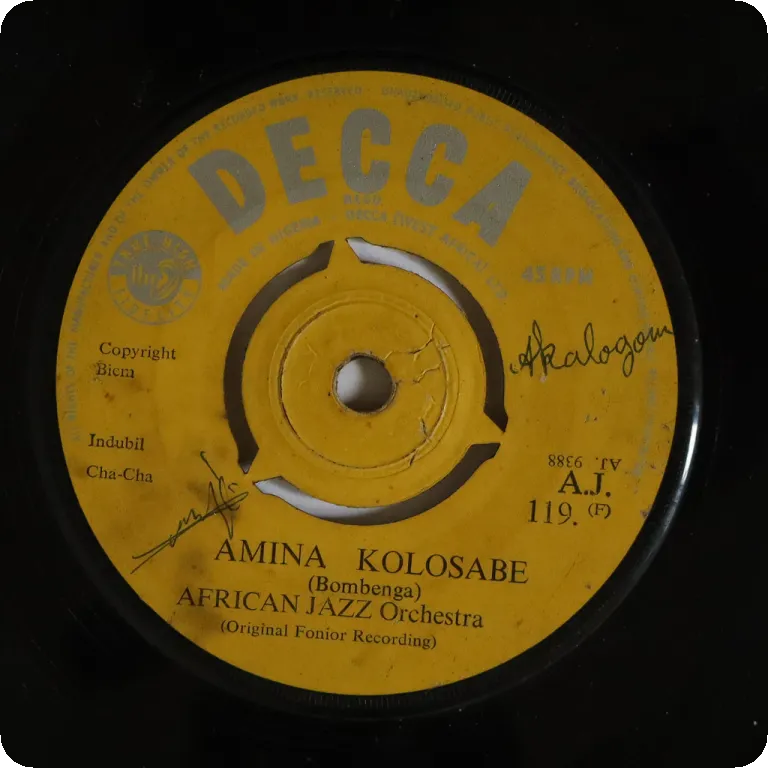 DECCA
MADE IN NIGERIA
DECCA (WEST AFRICA) LTD.
45 RPM
Copyright
Biem
Akalogom
Indubil
Cha-Cha
AJ. 9388
A.J.
119. (F)
AMINA KOLOSABE
(Bombenga)
AFRICAN JAZZ Orchestra
(Original Fonior Recording)